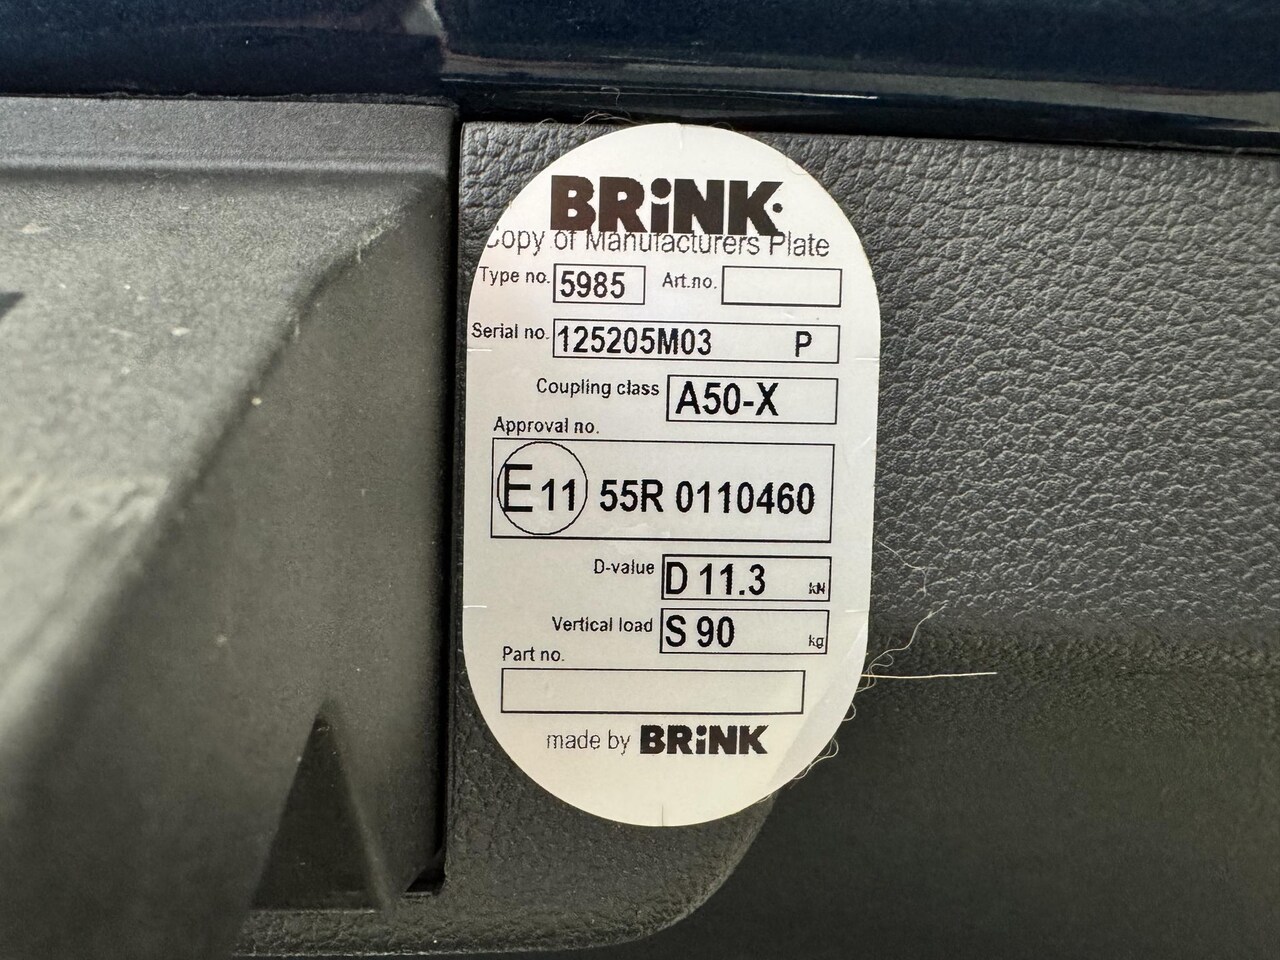 BRiNK
Copy of Manufacturers Plate
Type no. 5985 Art.no.
Serial no. 125205M03 P
Coupling class A50-X
Approval no.
E 11 55R 0110460
D-value D 11.3 kN
Vertical load S 90 kg
Part no.
made by BRiNK